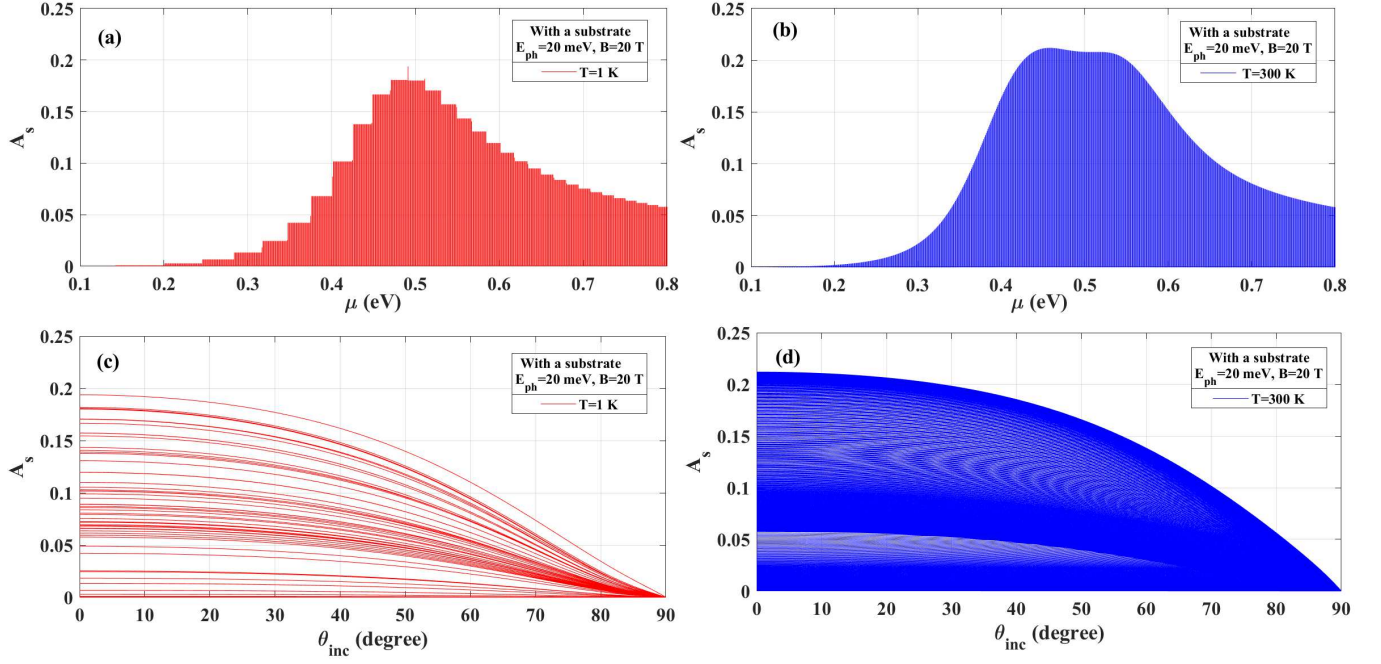 (a)
With a substrate
E_ph=20 meV, B=20 T
T=1 K
A_s
0.25
0.2
0.15
0.1
0.05
0
0.1 0.2 0.3 0.4 0.5 0.6 0.7 0.8
μ (eV)
(b)
With a substrate
E_ph=20 meV, B=20 T
T=300 K
A_s
0.25
0.2
0.15
0.1
0.05
0
0.1 0.2 0.3 0.4 0.5 0.6 0.7 0.8
μ (eV)
(c)
With a substrate
E_ph=20 meV, B=20 T
T=1 K
A_s
0.25
0.2
0.15
0.1
0.05
0
0 10 20 30 40 50 60 70 80 90
θ_inc (degree)
(d)
With a substrate
E_ph=20 meV, B=20 T
T=300 K
A_s
0.25
0.2
0.15
0.1
0.05
0
0 10 20 30 40 50 60 70 80 90
θ_inc (degree)